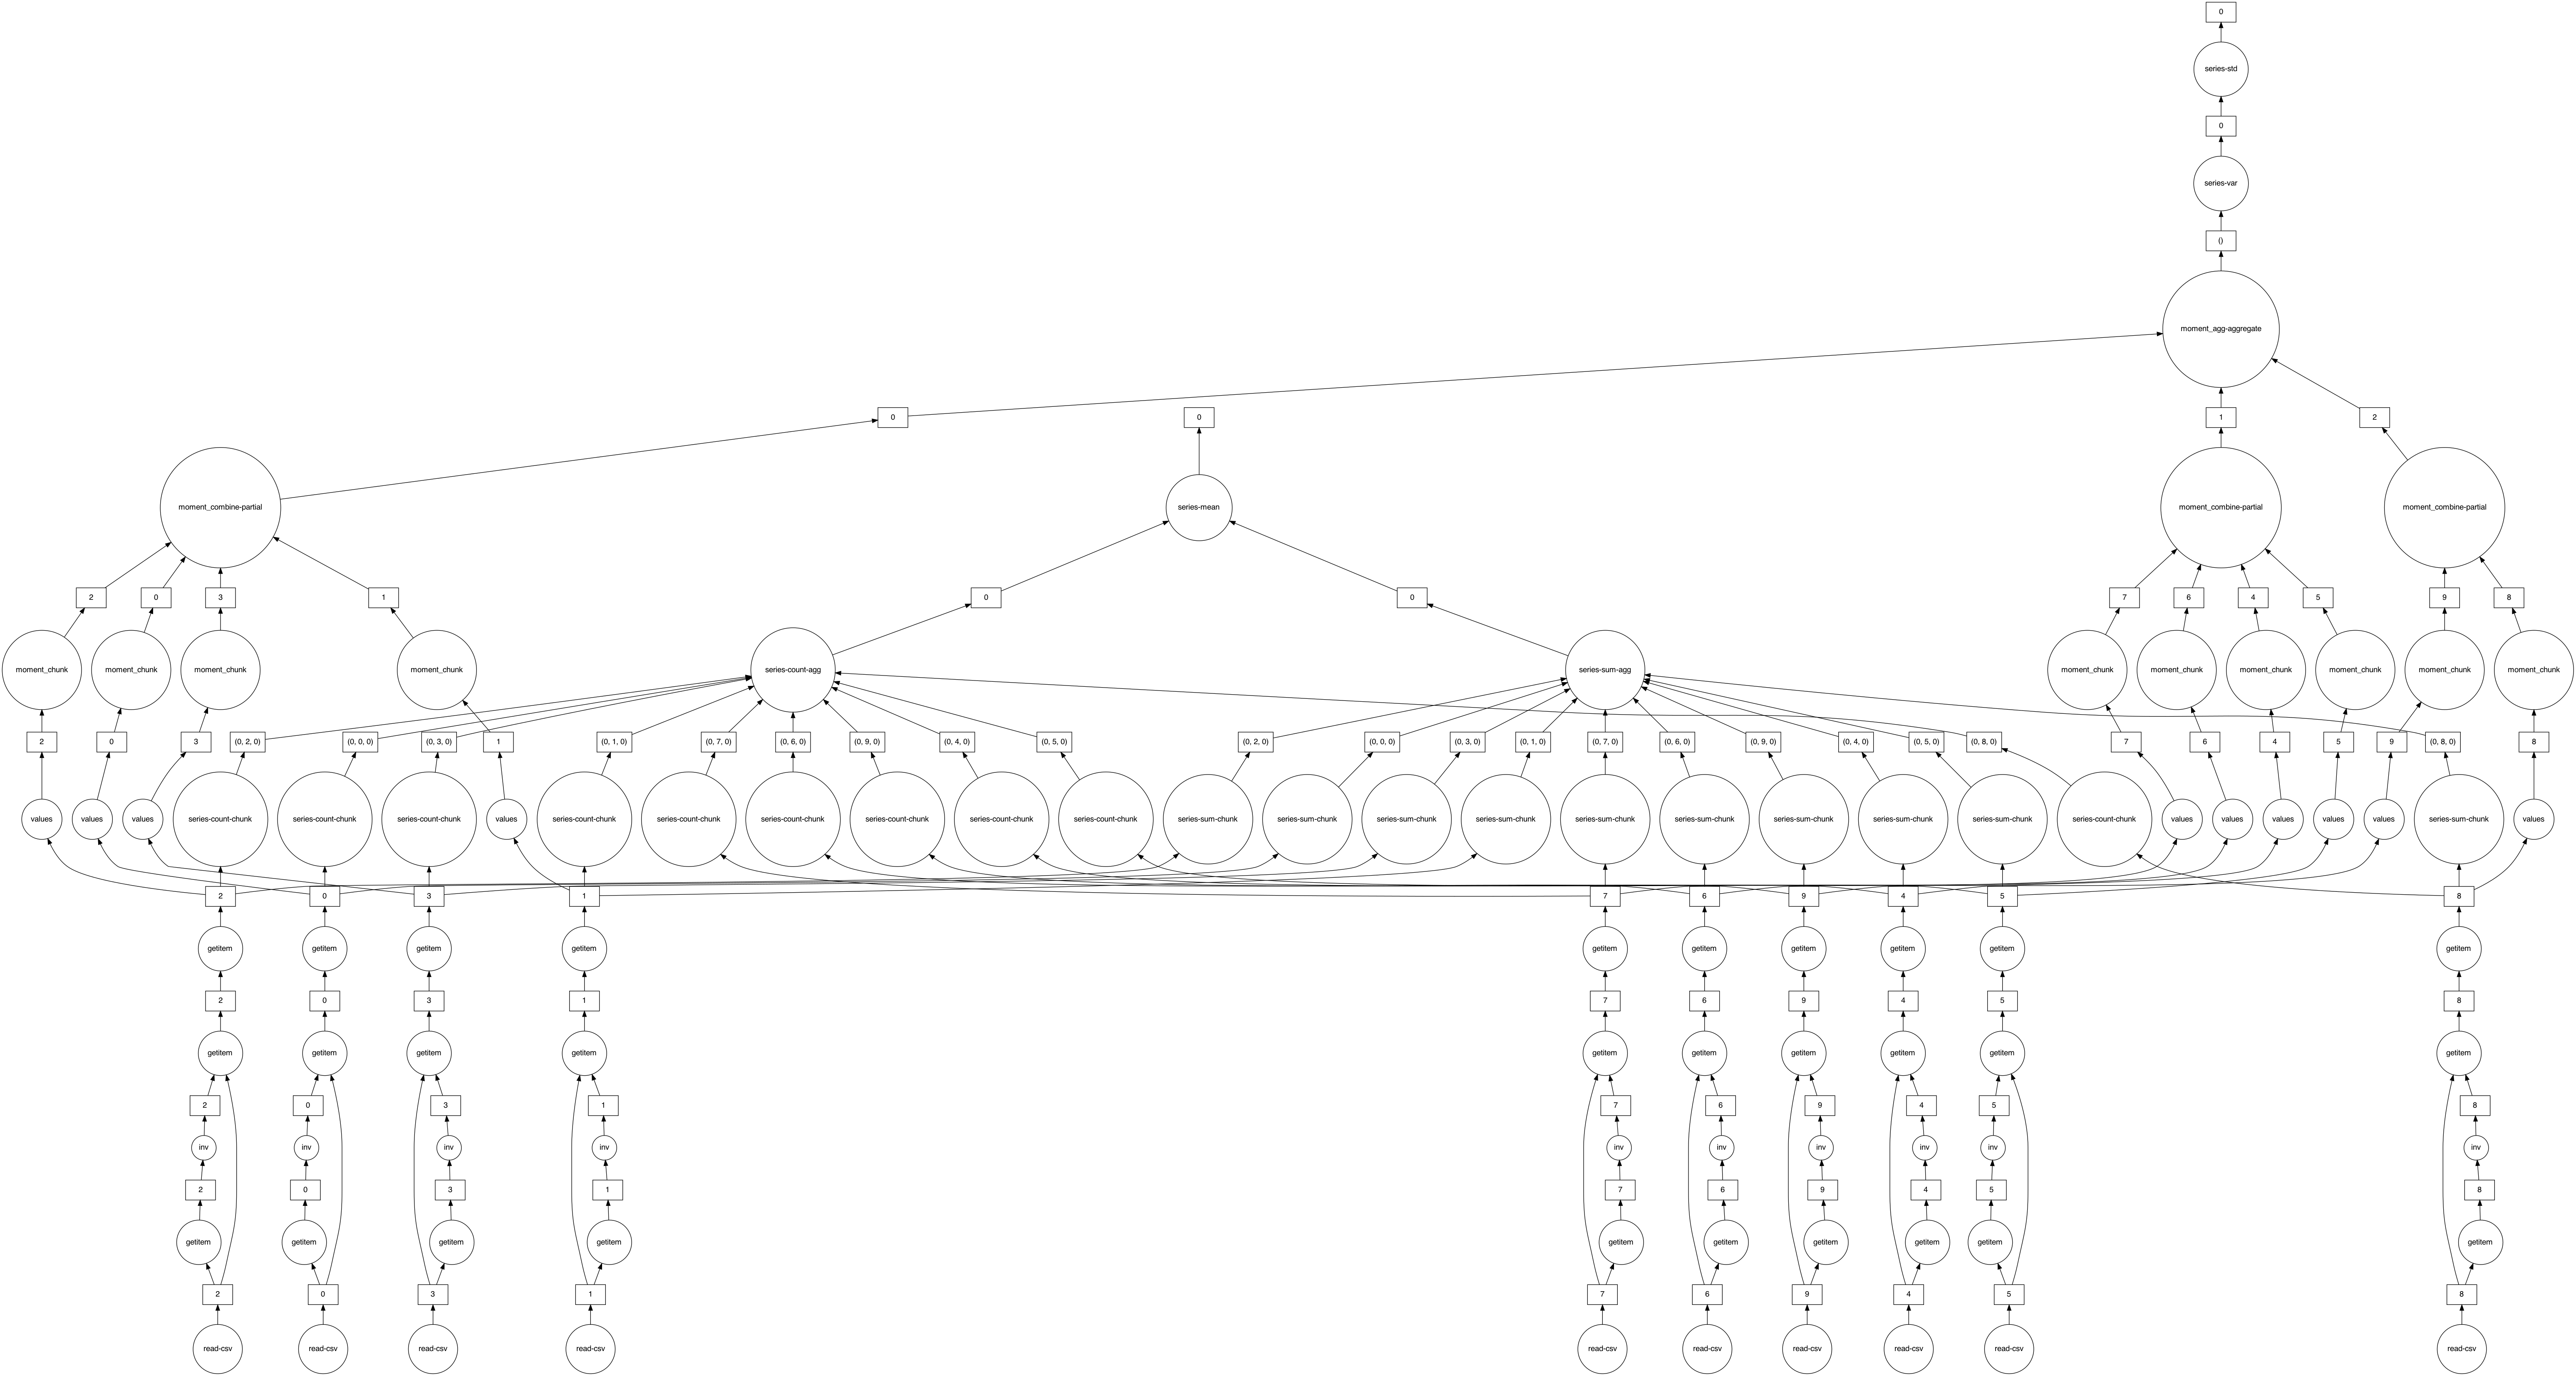 0
series-std
0
series-var
()
moment_agg-aggregate
0 0 1 2
moment_combine-partial series-mean moment_combine-partial moment_combine-partial
2 0 3 1 0 0 7 6 4 5 9 8
moment_chunk moment_chunk moment_chunk moment_chunk series-count-agg series-sum-agg moment_chunk moment_chunk moment_chunk moment_chunk moment_chunk moment_chunk
2 0 3 (0, 2, 0) (0, 0, 0) (0, 3, 0) 1 (0, 1, 0) (0, 7, 0) (0, 6, 0) (0, 9, 0) (0, 4, 0) (0, 5, 0) (0, 2, 0) (0, 0, 0) (0, 3, 0) (0, 1, 0) (0, 7, 0) (0, 6, 0) (0, 9, 0) (0, 4, 0) (0, 5, 0) (0, 8, 0) 7 6 4 5 9 (0, 8, 0) 8
values values values series-count-chunk series-count-chunk series-count-chunk values series-count-chunk series-count-chunk series-count-chunk series-count-chunk series-count-chunk series-count-chunk series-sum-chunk series-sum-chunk series-sum-chunk series-sum-chunk series-sum-chunk series-sum-chunk series-sum-chunk series-sum-chunk series-sum-chunk series-count-chunk values values values values values series-sum-chunk values
2 0 3 1 7 6 9 4 5 8
getitem getitem getitem getitem getitem getitem getitem getitem getitem getitem
2 0 3 1 7 6 9 4 5 8
getitem getitem getitem getitem getitem getitem getitem getitem getitem getitem
2 0 3 1 7 6 9 4 5 8
inv inv inv inv inv inv inv inv inv inv
2 0 3 1 7 6 9 4 5 8
getitem getitem getitem getitem getitem getitem getitem getitem getitem getitem
2 0 3 1 7 6 9 4 5 8
read-csv read-csv read-csv read-csv read-csv read-csv read-csv read-csv read-csv read-csv